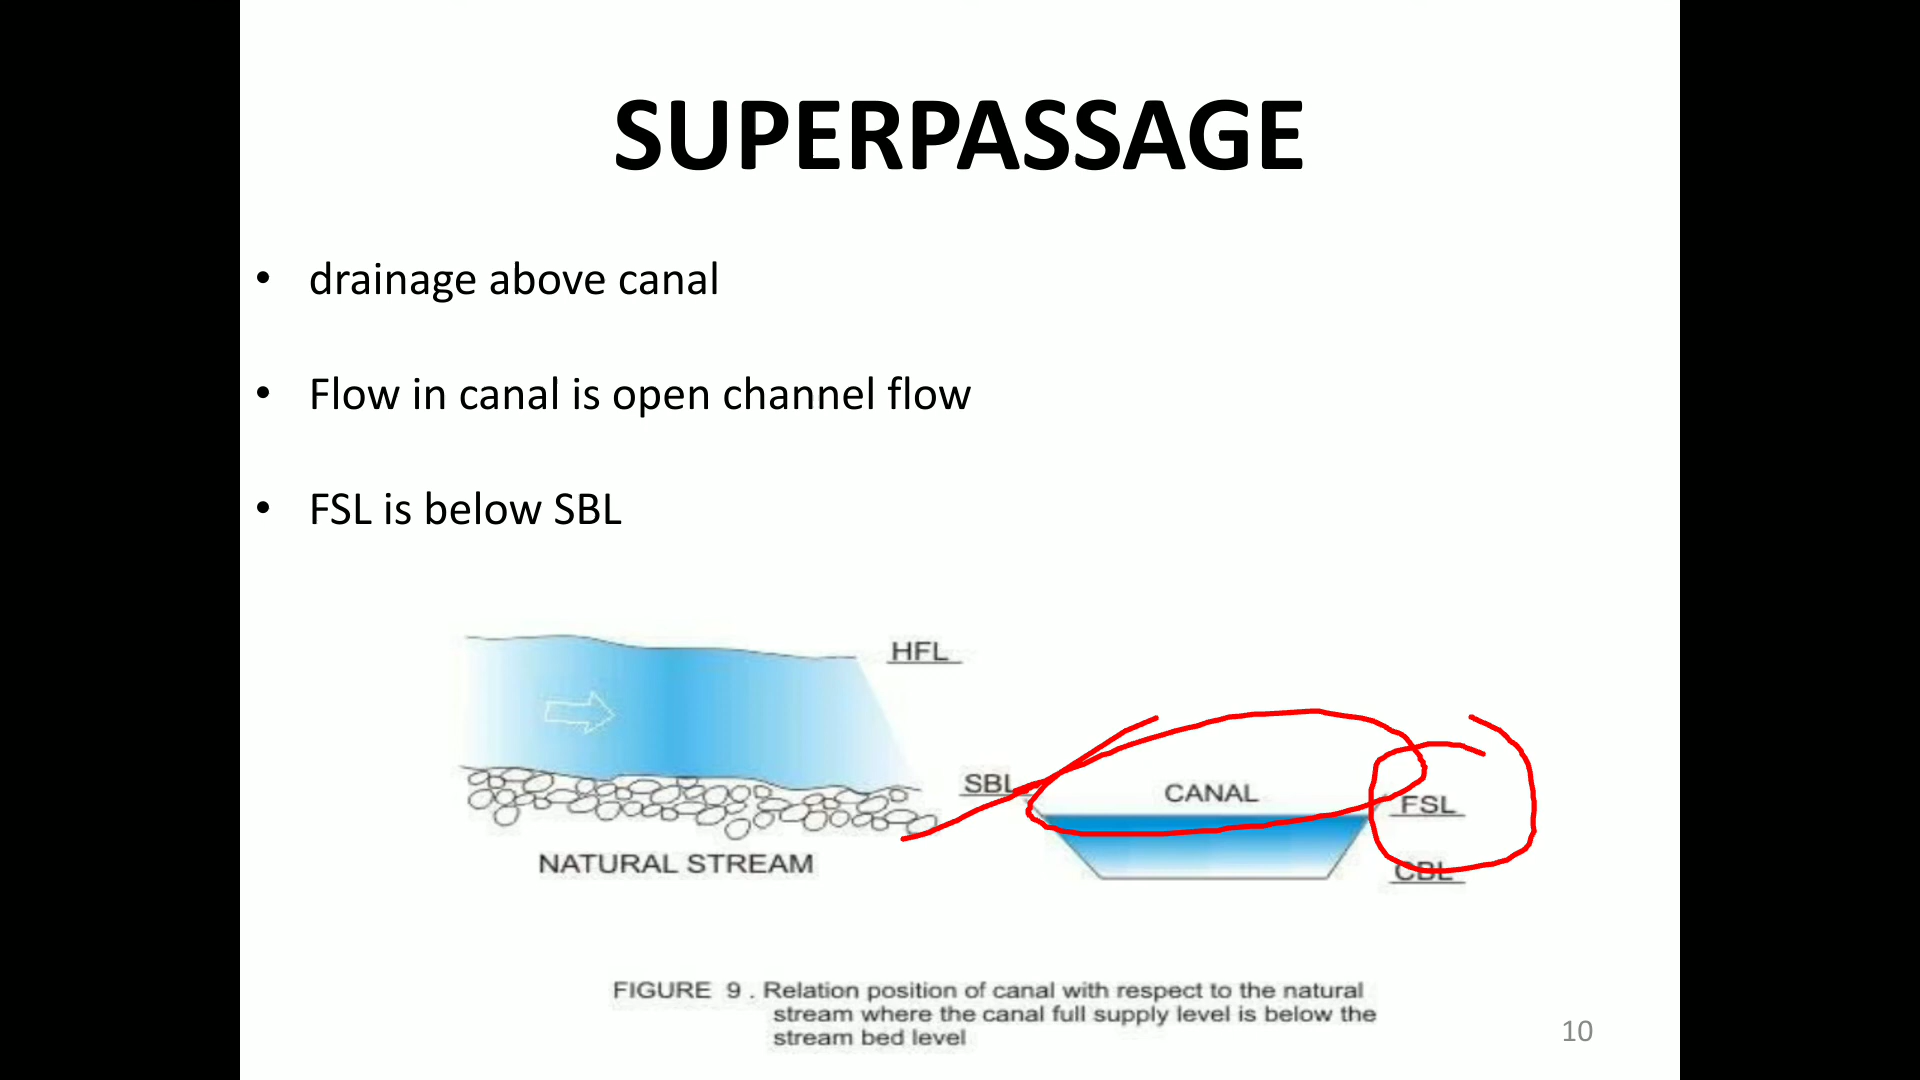 SUPERPASSAGE
• drainage above canal
• Flow in canal is open channel flow
• FSL is below SBL
HFL
SBL
CANAL
FSL
CBL
NATURAL STREAM
FIGURE 9 . Relation position of canal with respect to the natural
stream where the canal full supply level is below the
stream bed level
10